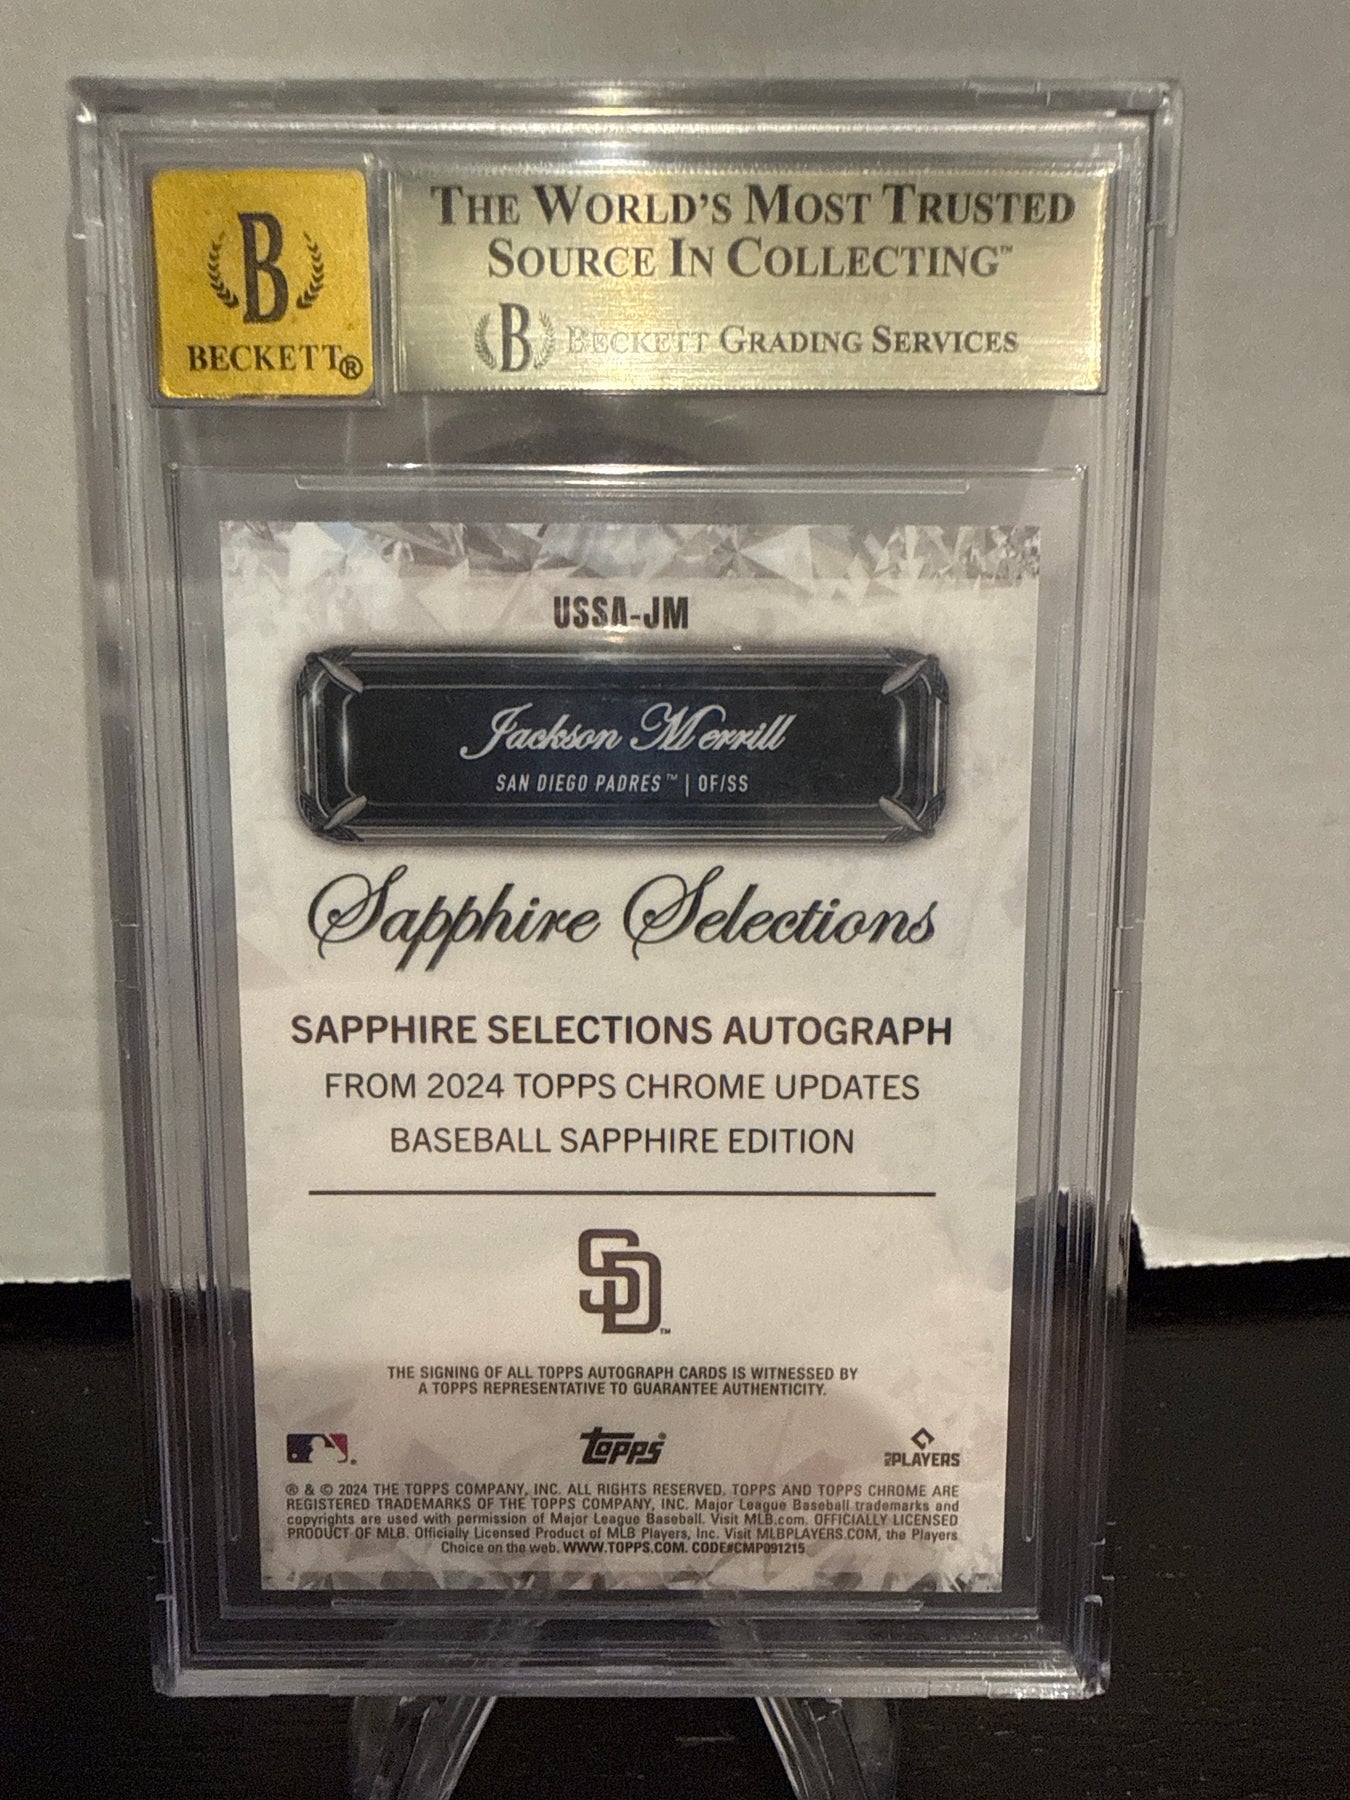 B
BECKETT®
THE WORLD'S MOST TRUSTED
SOURCE IN COLLECTING™
B BECKETT GRADING SERVICES
USSA-JM
Jackson Merrill
SAN DIEGO PADRES™ | OF/SS
Sapphire Selections
SAPPHIRE SELECTIONS AUTOGRAPH
FROM 2024 TOPPS CHROME UPDATES
BASEBALL SAPPHIRE EDITION
SD™
THE SIGNING OF ALL TOPPS AUTOGRAPH CARDS IS WITNESSED BY
A TOPPS REPRESENTATIVE TO GUARANTEE AUTHENTICITY.
topps®
PLAYERS
® & © 2024 THE TOPPS COMPANY, INC. ALL RIGHTS RESERVED. TOPPS AND TOPPS CHROME ARE
REGISTERED TRADEMARKS OF THE TOPPS COMPANY, INC. Major League Baseball trademarks and
copyrights are used with permission of Major League Baseball. Visit MLB.com. OFFICIALLY LICENSED
PRODUCT OF MLB. Officially Licensed Product of MLB Players, Inc. Visit MLBPLAYERS.COM, the Players
Choice on the web. WWW.TOPPS.COM. CODE#CMP091215